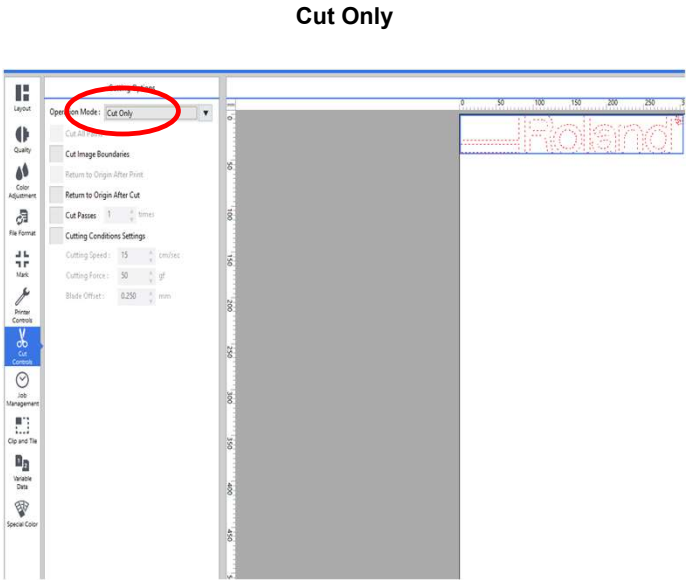 Cut Only
Cutting Options
Layout
Operation Mode :
Cut Only
Quality
Cut Image Boundaries
Return to Origin After Print
Color
Adjustment
Return to Origin After Cut
Cut Passes
1
times
File Format
Cutting Conditions Settings
Cutting Speed :
15
cm/sec
Mark
Cutting Force :
50
gf
Blade Offset :
0.250
mm
Printer
Controls
Cut
Controls
Job
Management
Clip and Tile
Variable
Data
Special Color
mm
0 50 100 150 200 250
0
50
100
150
200
250
300
350
400
450
Roland